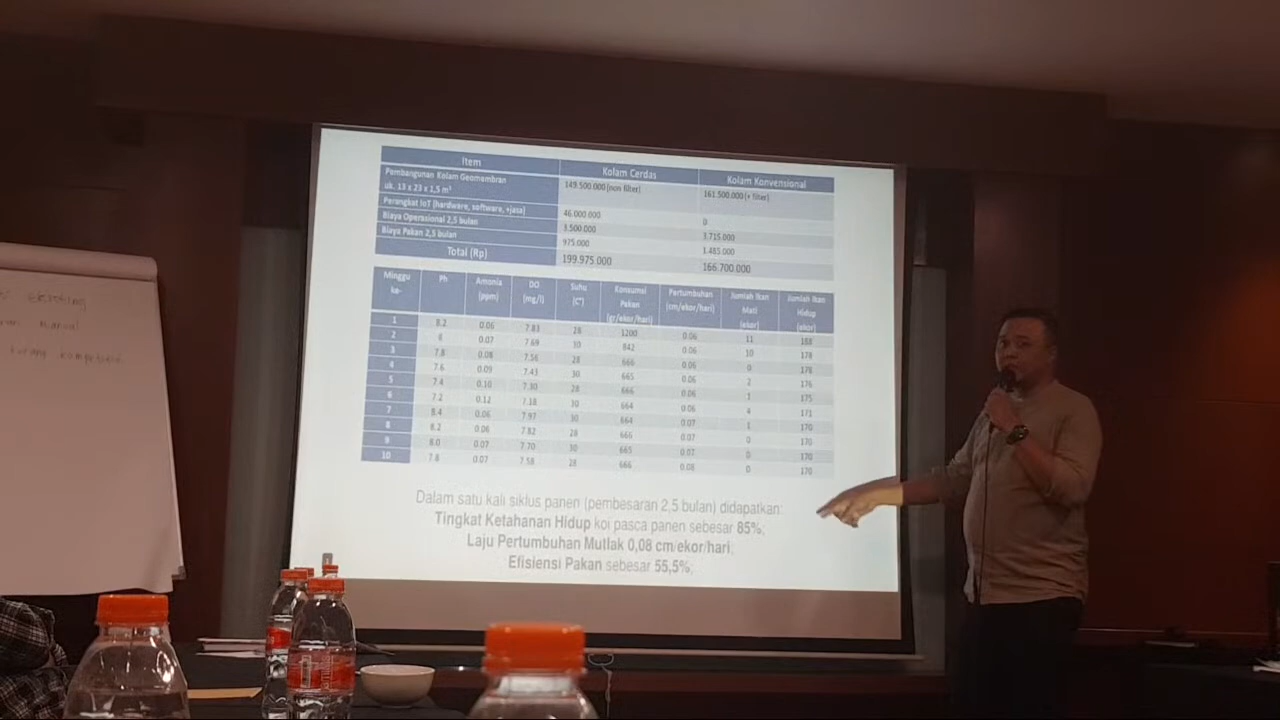 Item Kolam Cerdas Kolam Konvensional
Pembangunan Kolam Geomembran
uk. 13 x 23 x 1,5 m³ 149.500.000 (non filter) 161.500.000 (+ filter)
Perangkat IoT (hardware, software, +jasa) 46.000.000 0
Biaya Operasional 2,5 bulan 3.500.000 3.715.000
Biaya Pakan 2,5 bulan 975.000 1.485.000
Total (Rp) 199.975.000 166.700.000
Minggu ke- Ph Amonia (ppm) DO (mg/l) Suhu (C°) Konsumsi Pakan (gr/ekor/hari) Pertumbuhan (cm/ekor/hari) Jumlah Ikan Mati (ekor) Jumlah Ikan Hidup (ekor)
1 8.2 0.06 7.83 28 1200 0.06 11 188
2 8 0.07 7.69 30 842 0.06 10 178
3 7.8 0.08 7.56 28 666 0.06 0 178
4 7.6 0.09 7.43 30 665 0.06 2 176
5 7.4 0.10 7.30 28 666 0.06 1 175
6 7.2 0.12 7.18 30 664 0.06 4 171
7 8.4 0.06 7.97 30 664 0.07 1 170
8 8.2 0.06 7.82 28 666 0.07 0 170
9 8.0 0.07 7.70 30 665 0.07 0 170
10 7.8 0.07 7.58 28 666 0.08 0 170
Dalam satu kali siklus panen (pembesaran 2,5 bulan) didapatkan:
Tingkat Ketahanan Hidup koi pasca panen sebesar 85%;
Laju Pertumbuhan Mutlak 0,08 cm/ekor/hari;
Efisiensi Pakan sebesar 55,5%;